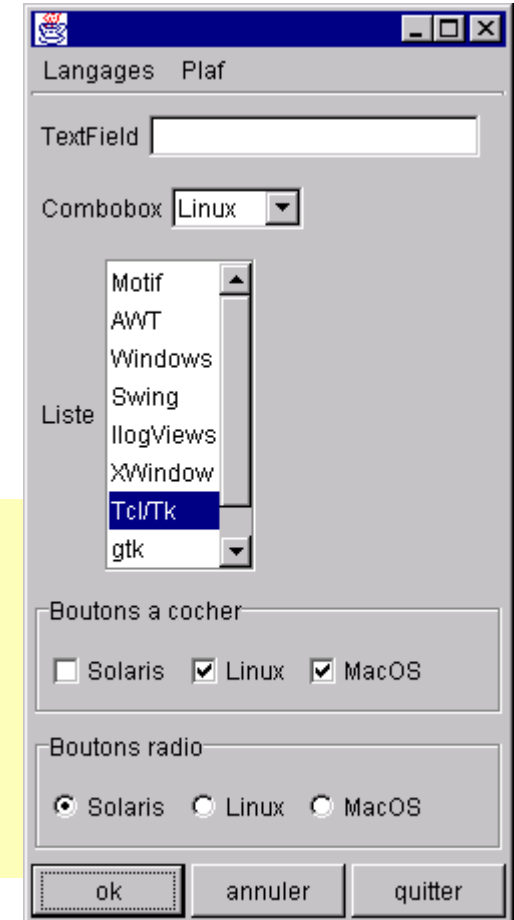 Langages Plaf
TextField
Combobox Linux
Liste
Motif
AWT
Windows
Swing
IlogViews
XWindow
Tcl/Tk
gtk
Boutons a cocher
Solaris Linux MacOS
Boutons radio
Solaris Linux MacOS
ok annuler quitter